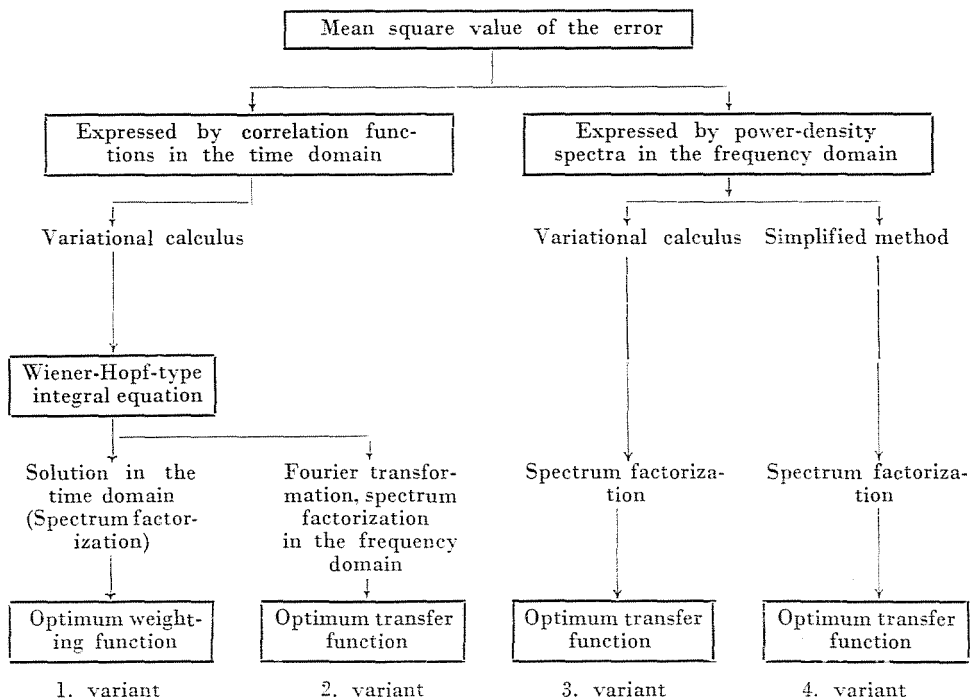 Mean square value of the error
Expressed by correlation func-
tions in the time domain
Expressed by power-density
spectra in the frequency domain
Variational calculus
Variational calculus
Simplified method
Wiener-Hopf-type
integral equation
Solution in the
time domain
(Spectrum factor-
ization)
Fourier transfor-
mation, spectrum
factorization
in the frequency
domain
Spectrum factoriza-
tion
Spectrum factoriza-
tion
Optimum weight-
ing function
Optimum transfer
function
Optimum transfer
function
Optimum transfer
function
1. variant
2. variant
3. variant
4. variant